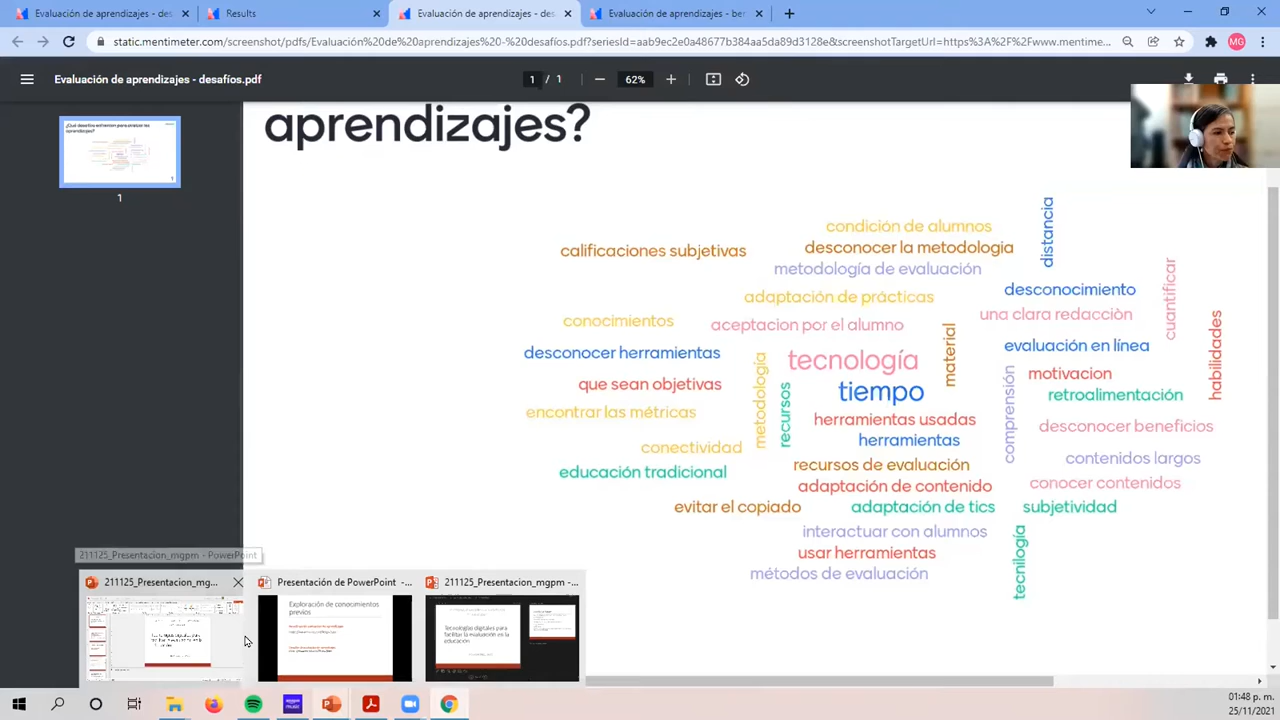 Evaluación de aprendizajes - des
Results
Evaluación de aprendizajes - des
Evaluación de aprendizajes - der
static.mentimeter.com/screenshot/pdfs/Evaluación%20de%20aprendizajes%20-%20desafíos.pdf?seriesId=aab9ec2e0a48677b384aa5da89d3128e&screenshotTargetUrl=https%3A%2F%2Fwww.mentime...
MG
Evaluación de aprendizajes - desafíos.pdf
1 / 1
62%
aprendizajes?
1
distancia
condición de alumnos
calificaciones subjetivas
desconocer la metodologia
metodología de evaluación
cuantificar
desconocimiento
adaptación de prácticas
una clara redacciòn
conocimientos
aceptacion por el alumno
material
habilidades
evaluación en línea
desconocer herramientas
tecnología
metodología
motivacion
que sean objetivas
tiempo
recursos
comprensión
retroalimentación
encontrar las métricas
herramientas usadas
desconocer beneficios
herramientas
conectividad
contenidos largos
recursos de evaluación
educación tradicional
adaptación de contenido
conocer contenidos
evitar el copiado
adaptación de tics
subjetividad
interactuar con alumnos
tecnilogía
usar herramientas
métodos de evaluación
211125_Presentacion_mgpm - PowerPoint
211125_Presentacion_mg...
Presentación de PowerPoint -...
211125_Presentacion_mgpm -...
Exploración de conocimientos
previos
Tecnologías digitales para
facilitar la evaluación en la
educación
01:48 p. m.
25/11/2021